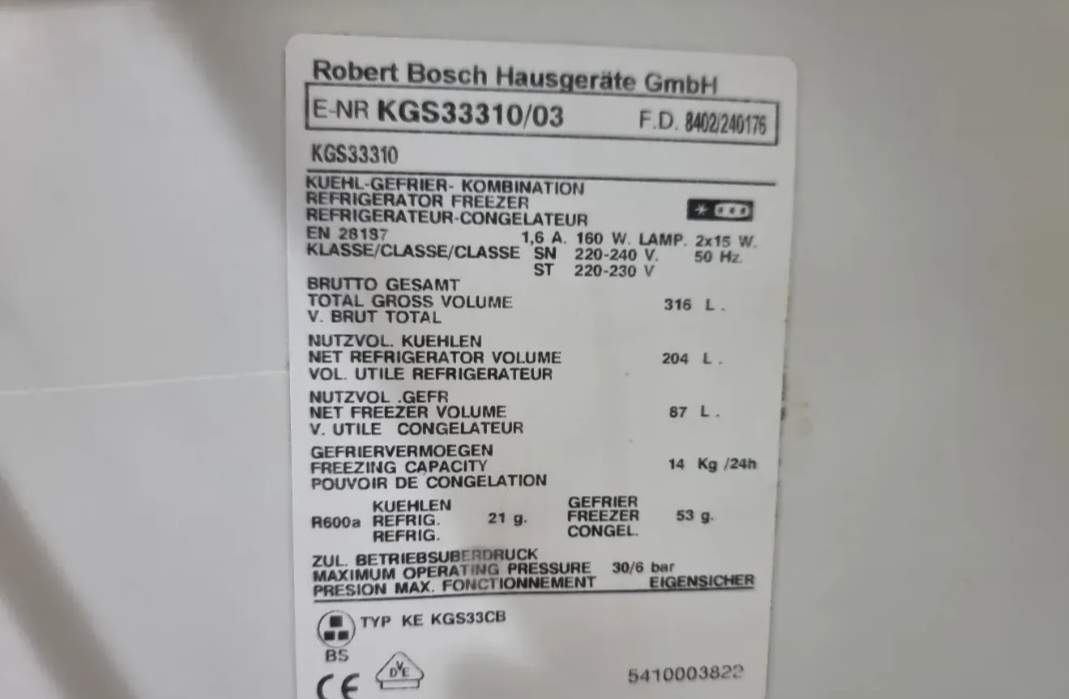 Robert Bosch Hausgeräte GmbH
E-NR KGS33310/03 F.D. 8402/240176
KGS33310
KUEHL-GEFRIER- KOMBINATION
REFRIGERATOR FREEZER
REFRIGERATEUR-CONGELATEUR
EN 28187 1,6 A. 160 W. LAMP. 2x15 W.
KLASSE/CLASSE/CLASSE SN 220-240 V. 50 Hz.
ST 220-230 V
BRUTTO GESAMT
TOTAL GROSS VOLUME 316 L .
V. BRUT TOTAL
NUTZVOL. KUEHLEN
NET REFRIGERATOR VOLUME 204 L .
VOL. UTILE REFRIGERATEUR
NUTZVOL .GEFR
NET FREEZER VOLUME 87 L .
V. UTILE CONGELATEUR
GEFRIERVERMOEGEN
FREEZING CAPACITY 14 Kg /24h
POUVOIR DE CONGELATION
KUEHLEN GEFRIER
R600a REFRIG. 21 g. FREEZER 53 g.
REFRIG. CONGEL.
ZUL. BETRIEBSUBERDRUCK
MAXIMUM OPERATING PRESSURE 30/6 bar
PRESION MAX. FONCTIONNEMENT EIGENSICHER
TYP KE KGS33CB
BS
CE DVE 5410003822